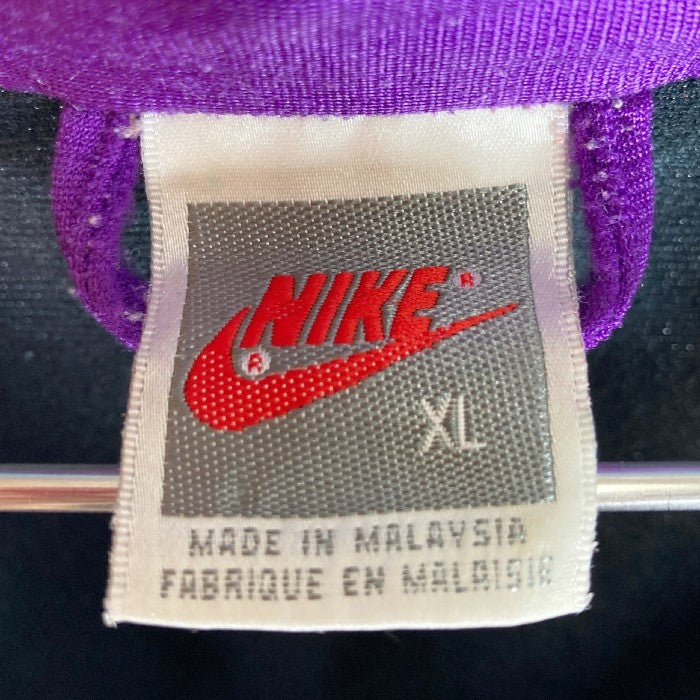 NIKE ®
®
XL
MADE IN MALAYSIA
FABRIQUE EN MALAISIE